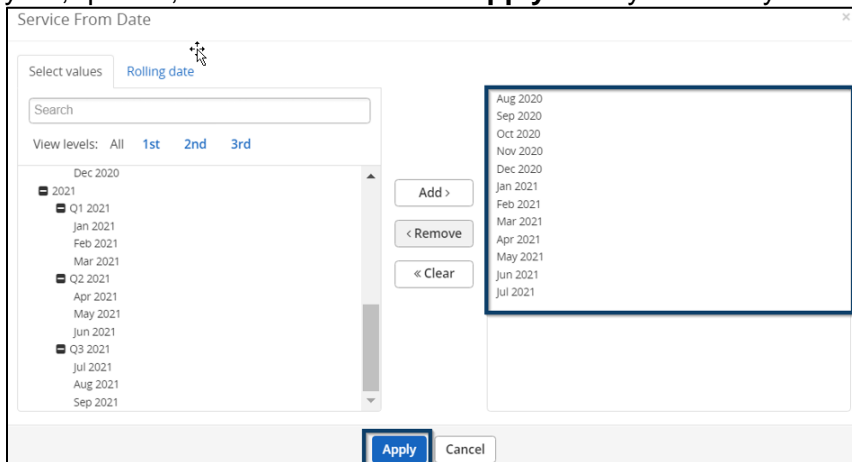 Service From Date
×
Select values Rolling date
Search
View levels: All 1st 2nd 3rd
Dec 2020
2021
Q1 2021
Jan 2021
Feb 2021
Mar 2021
Q2 2021
Apr 2021
May 2021
Jun 2021
Q3 2021
Jul 2021
Aug 2021
Sep 2021
Add >
< Remove
« Clear
Aug 2020
Sep 2020
Oct 2020
Nov 2020
Dec 2020
Jan 2021
Feb 2021
Mar 2021
Apr 2021
May 2021
Jun 2021
Jul 2021
Apply Cancel